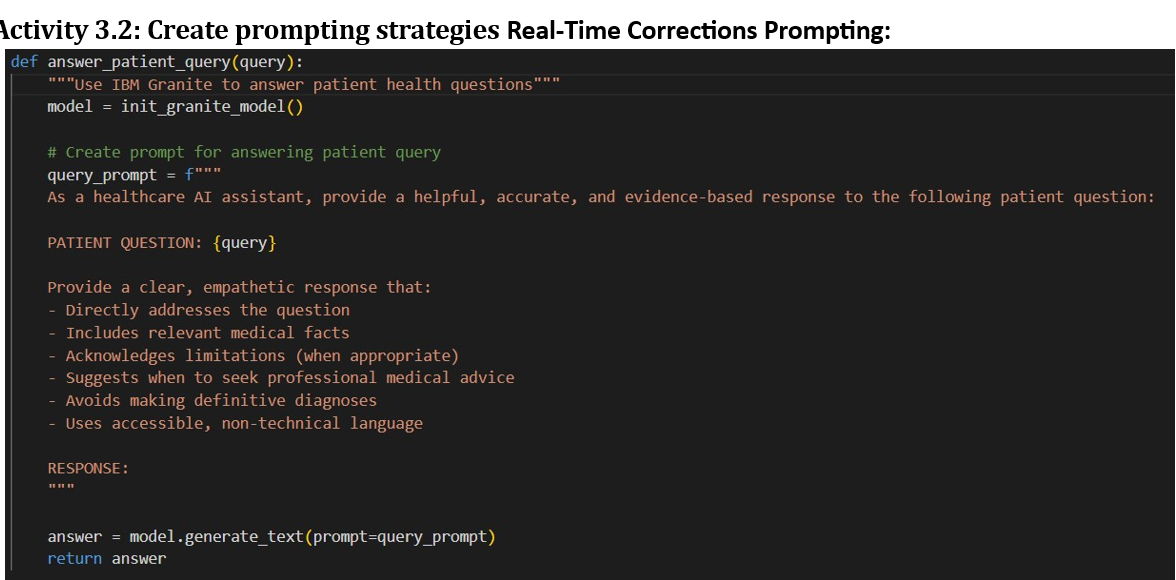 Activity 3.2: Create prompting strategies Real-Time Corrections Prompting:
def answer_patient_query(query):
    """Use IBM Granite to answer patient health questions"""
    model = init_granite_model()
    # Create prompt for answering patient query
    query_prompt = f"""
    As a healthcare AI assistant, provide a helpful, accurate, and evidence-based response to the following patient question:
    PATIENT QUESTION: {query}
    Provide a clear, empathetic response that:
    - Directly addresses the question
    - Includes relevant medical facts
    - Acknowledges limitations (when appropriate)
    - Suggests when to seek professional medical advice
    - Avoids making definitive diagnoses
    - Uses accessible, non-technical language
    RESPONSE:
    """
    answer = model.generate_text(prompt=query_prompt)
    return answer